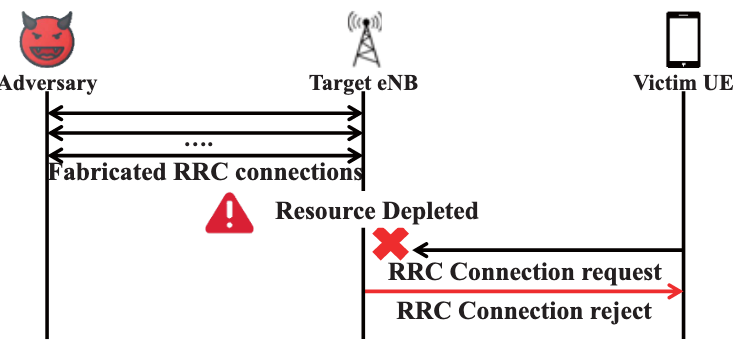 Adversary
Target eNB
Victim UE
....
Fabricated RRC connections
Resource Depleted
RRC Connection request
RRC Connection reject